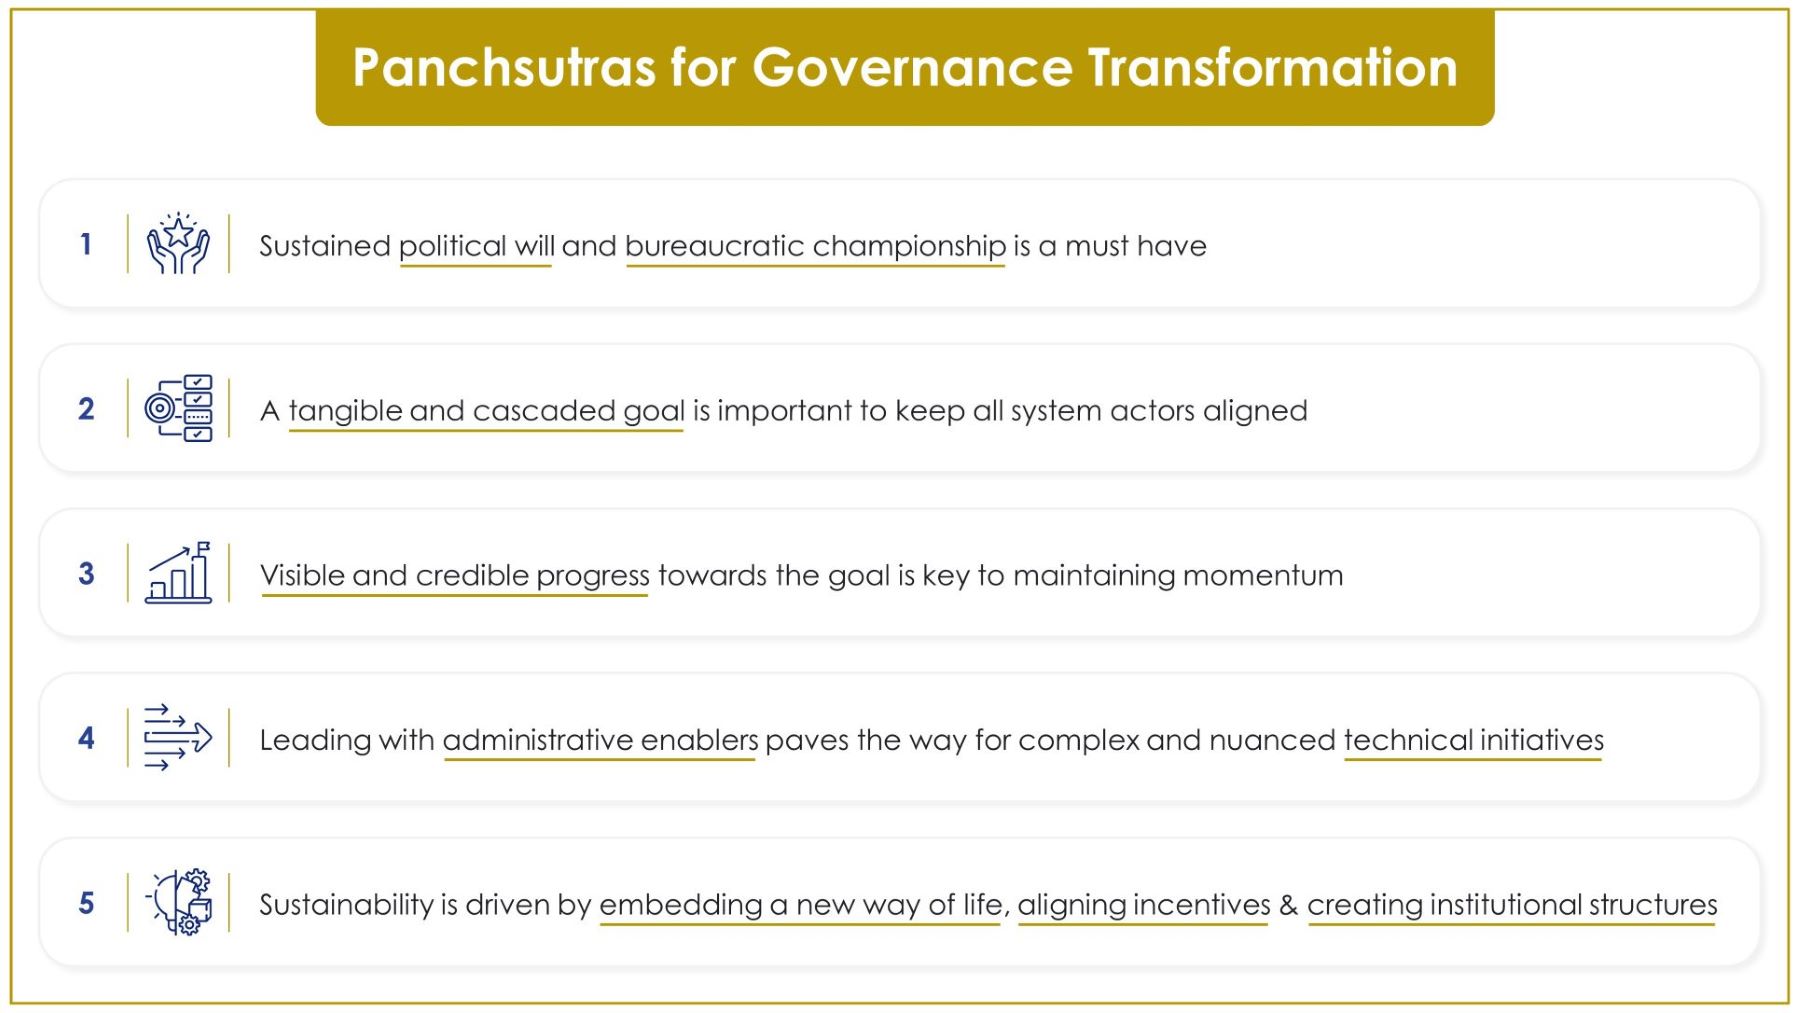 Panchsutras for Governance Transformation
1 Sustained political will and bureaucratic championship is a must have
2 A tangible and cascaded goal is important to keep all system actors aligned
3 Visible and credible progress towards the goal is key to maintaining momentum
4 Leading with administrative enablers paves the way for complex and nuanced technical initiatives
5 Sustainability is driven by embedding a new way of life, aligning incentives & creating institutional structures